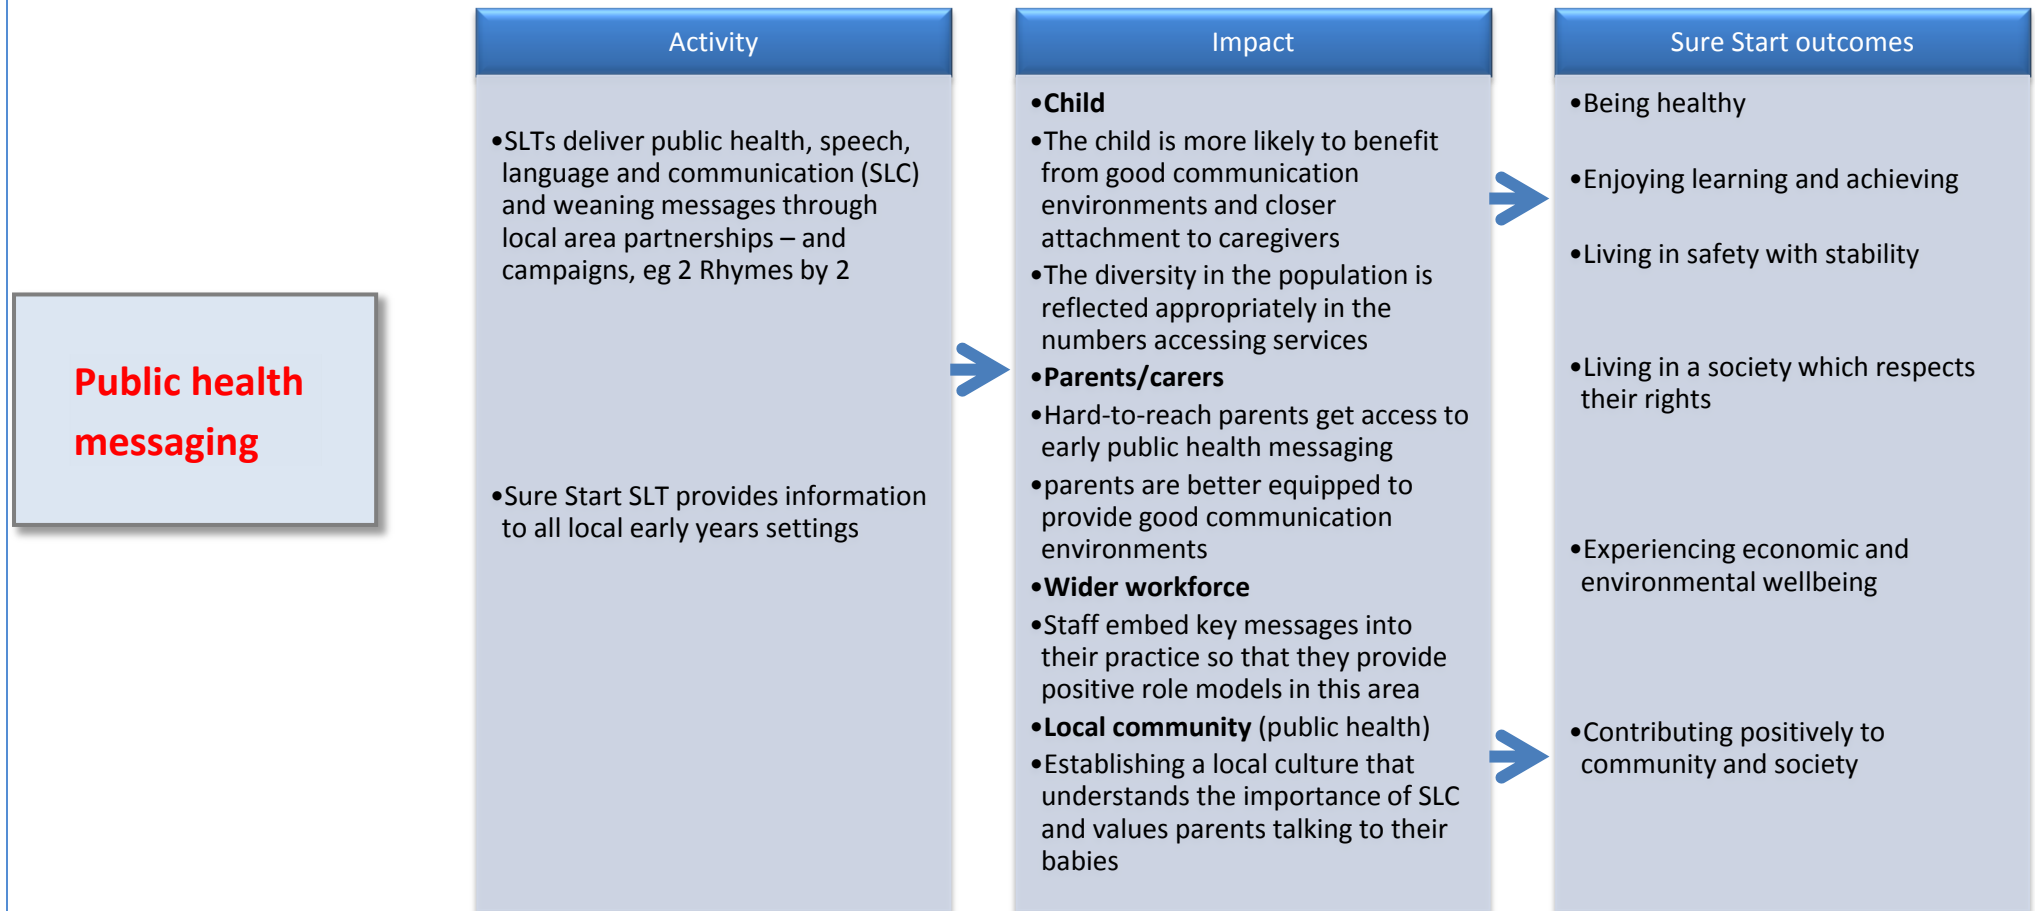 Public health
messaging
Activity
•SLTs deliver public health, speech,
language and communication (SLC)
and weaning messages through
local area partnerships – and
campaigns, eg 2 Rhymes by 2
•Sure Start SLT provides information
to all local early years settings
Impact
•Child
•The child is more likely to benefit
from good communication
environments and closer
attachment to caregivers
•The diversity in the population is
reflected appropriately in the
numbers accessing services
•Parents/carers
•Hard-to-reach parents get access to
early public health messaging
•parents are better equipped to
provide good communication
environments
•Wider workforce
•Staff embed key messages into
their practice so that they provide
positive role models in this area
•Local community (public health)
•Establishing a local culture that
understands the importance of SLC
and values parents talking to their
babies
Sure Start outcomes
•Being healthy
•Enjoying learning and achieving
•Living in safety with stability
•Living in a society which respects
their rights
•Experiencing economic and
environmental wellbeing
•Contributing positively to
community and society